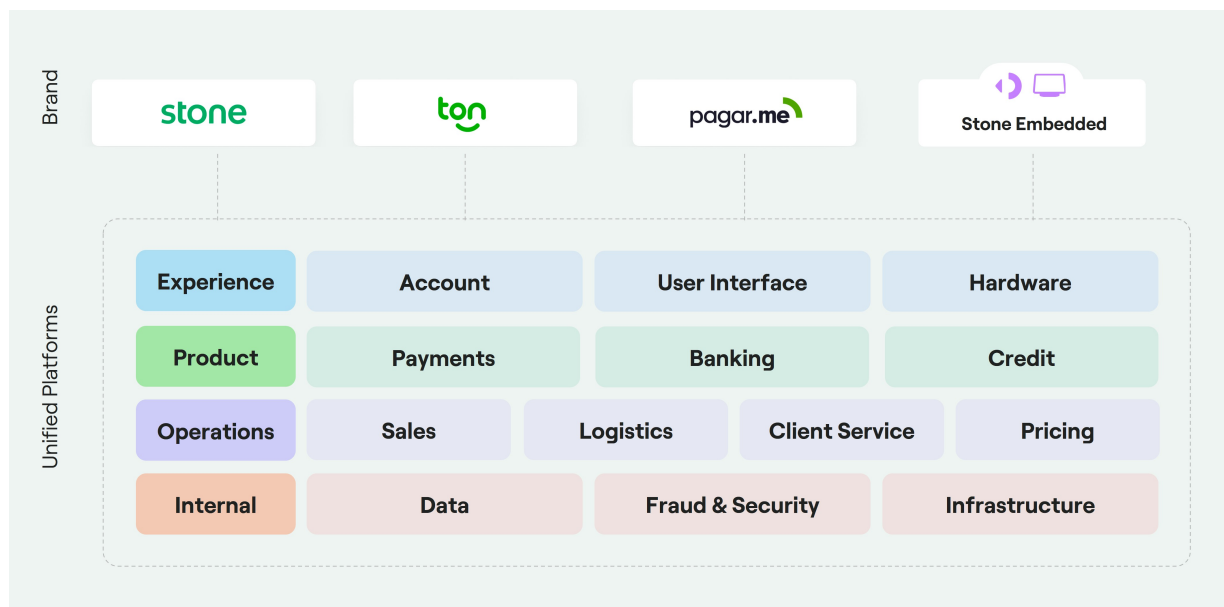 Brand
stone
ton
pagar.me
Stone Embedded
Unified Platforms
Experience
Account
User Interface
Hardware
Product
Payments
Banking
Credit
Operations
Sales
Logistics
Client Service
Pricing
Internal
Data
Fraud & Security
Infrastructure